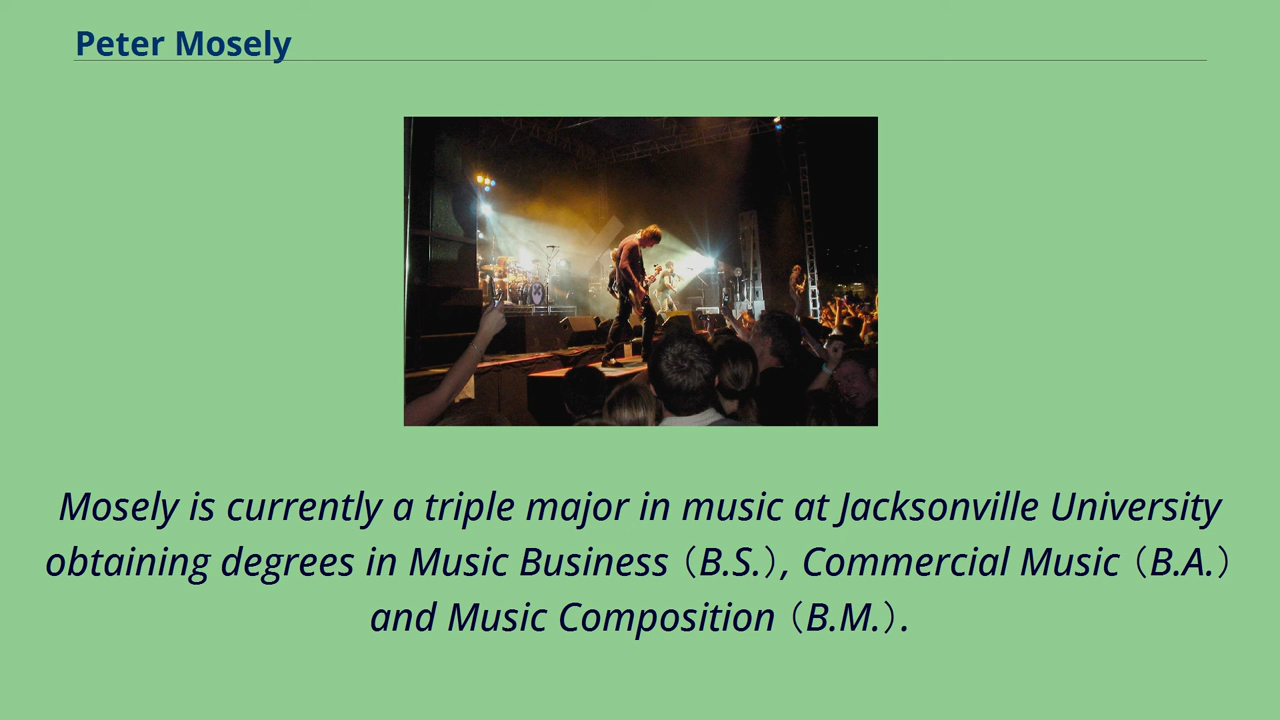 Peter Mosely
Mosely is currently a triple major in music at Jacksonville University
obtaining degrees in Music Business（B.S.）, Commercial Music（B.A.）
and Music Composition（B.M.）.